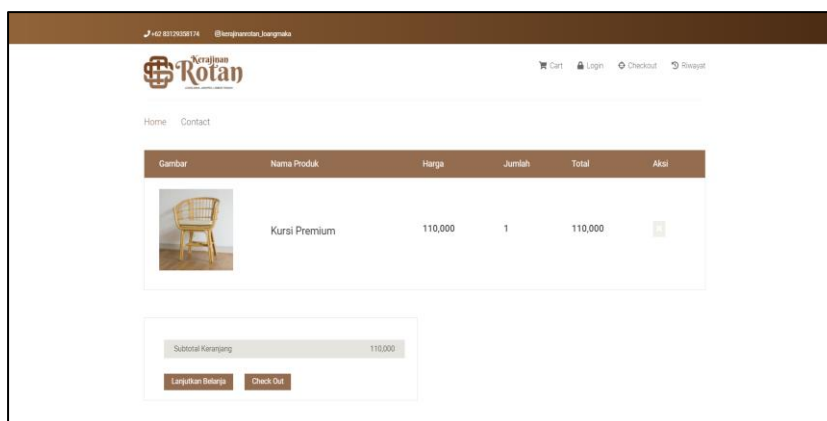 +62 83129358174 @kerajinanrotan_loangmaka
Kerajinan
Rotan
Cart Login Checkout Riwayat
Home Contact
Gambar Nama Produk Harga Jumlah Total Aksi
Kursi Premium 110,000 1 110,000
Subtotal Keranjang 110,000
Lanjutkan Belanja Check Out